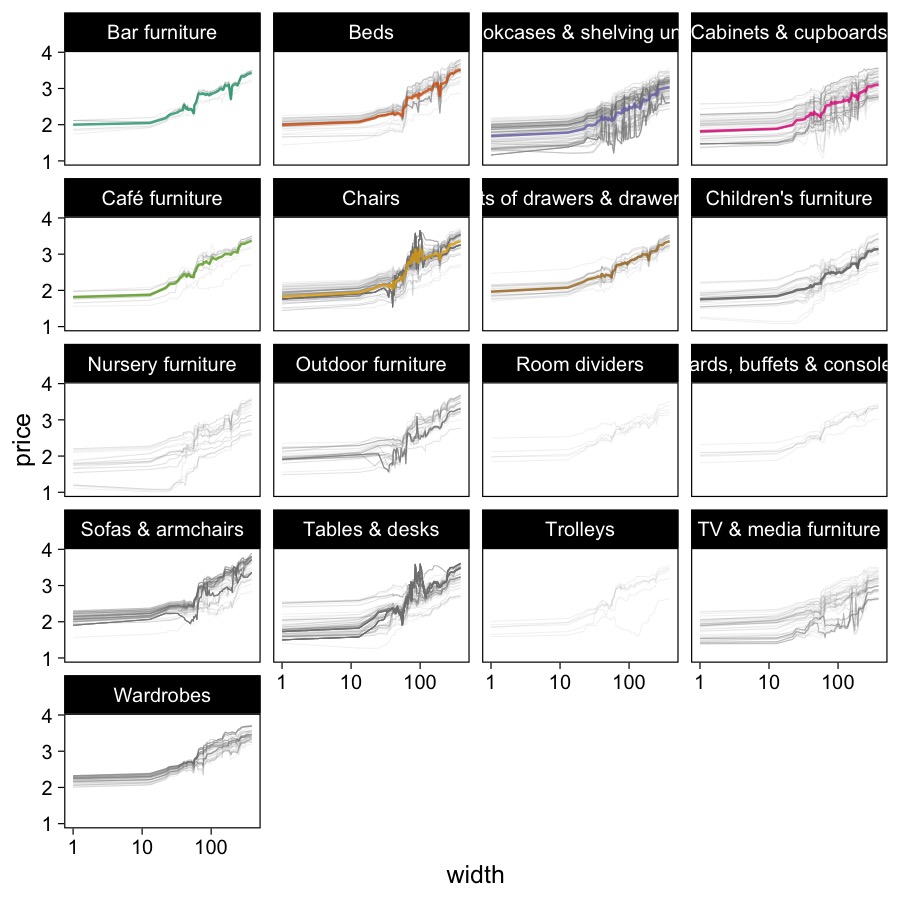 Bar furniture
Beds
okcases & shelving un
Cabinets & cupboards
4
3
2
1
Café furniture
Chairs
ts of drawers & drawer
Children's furniture
4
3
2
1
Nursery furniture
Outdoor furniture
Room dividers
ards, buffets & console
4
3
2
1
price
Sofas & armchairs
Tables & desks
Trolleys
TV & media furniture
4
3
2
1
1 10 100
1 10 100
1 10 100
Wardrobes
4
3
2
1
1 10 100
width